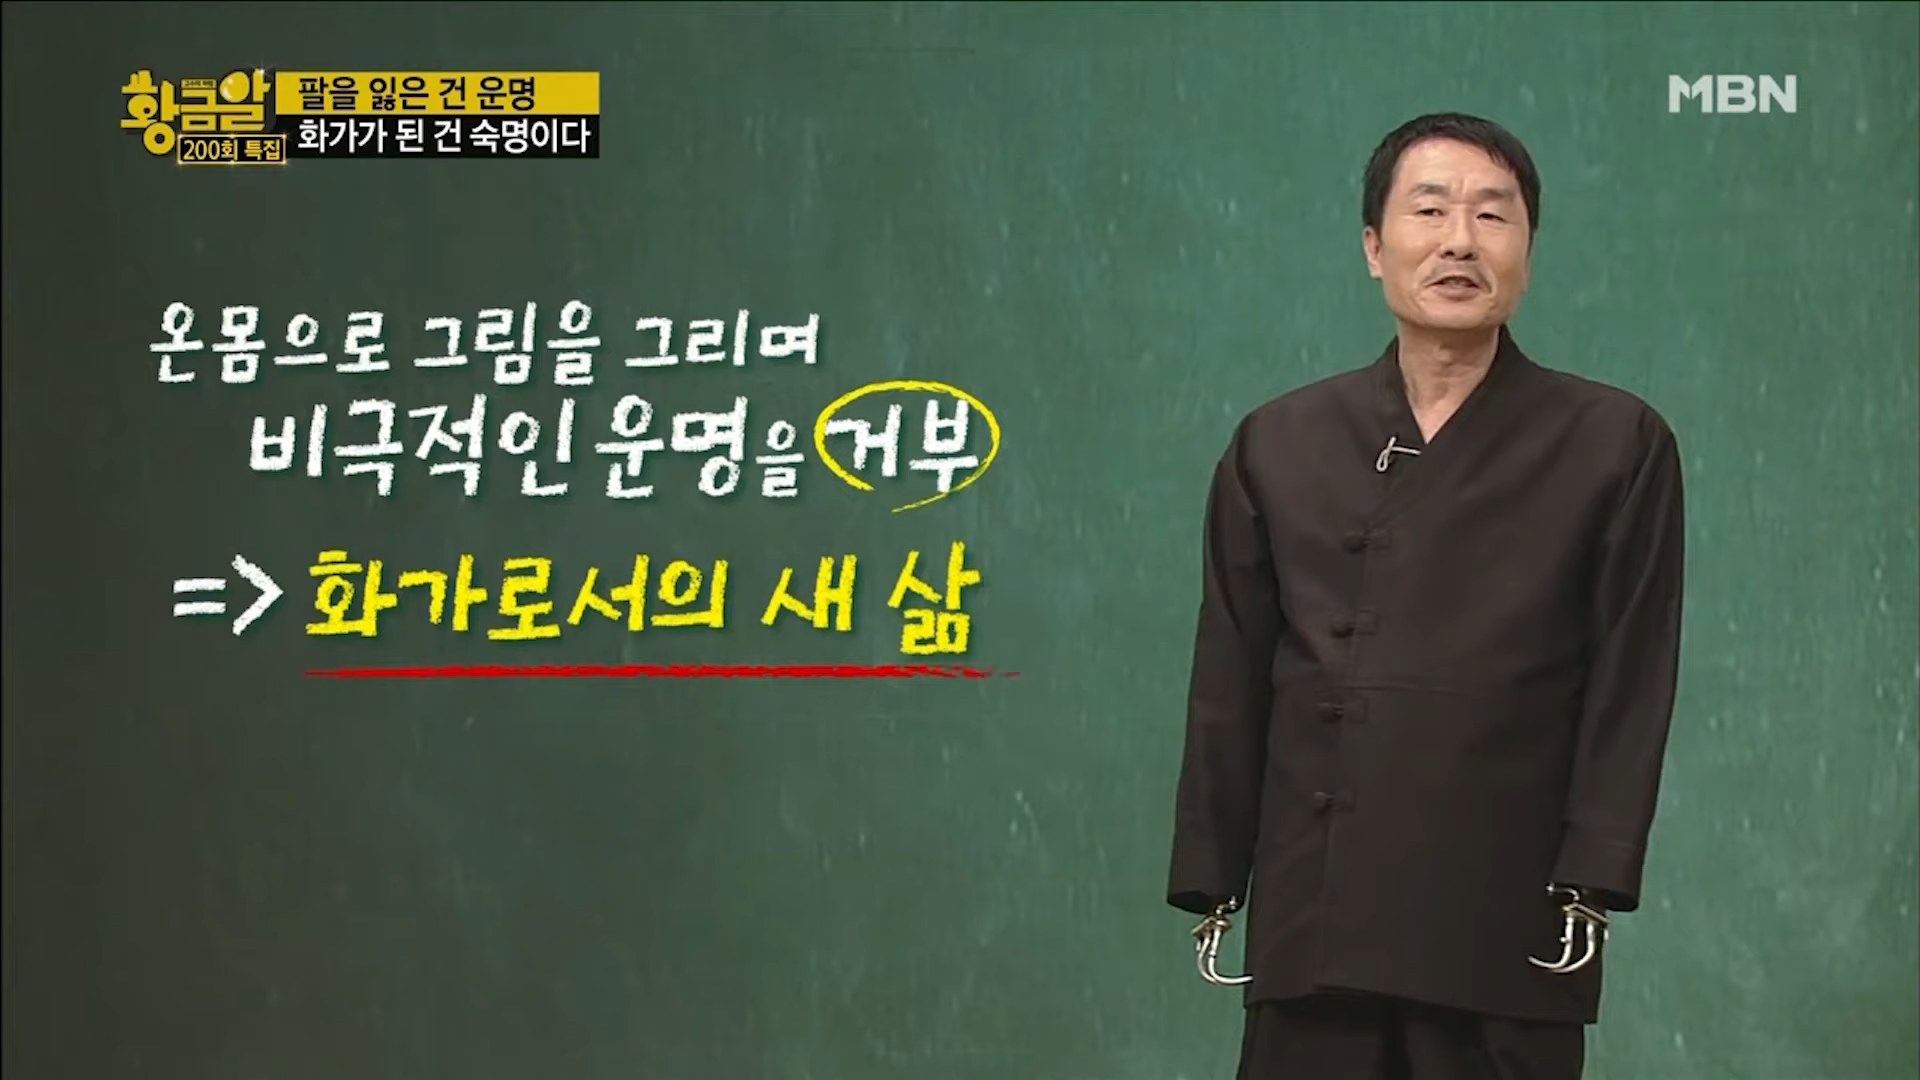 황금알
200회 특집
팔을 잃은 건 운명
화가가 된 건 숙명이다
MBN
온몸으로 그림을 그리며
비극적인 운명을 거부
=> 화가로서의 새 삶